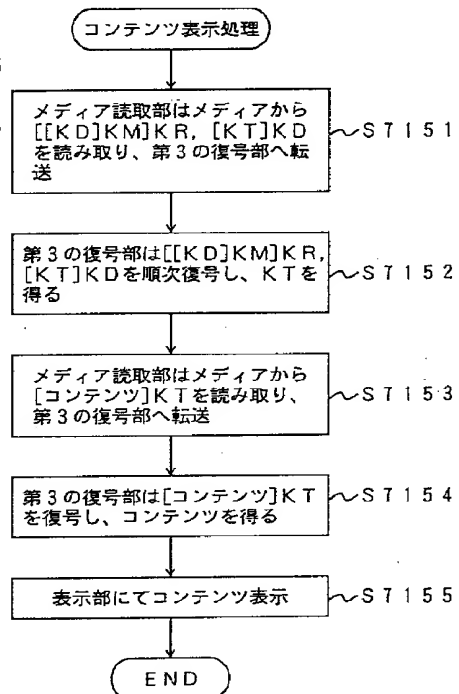 コンテンツ表示処理
メディア読取部はメディアから
[[KD]KM]KR, [KT]KD
を読み取り、第3の復号部へ転
送
S7151
第3の復号部は[[KD]KM]KR,
[KT]KDを順次復号し、KTを
得る
S7152
メディア読取部はメディアから
[コンテンツ]KTを読み取り、
第3の復号部へ転送
S7153
第3の復号部は[コンテンツ]KT
を復号し、コンテンツを得る
S7154
表示部にてコンテンツ表示
S7155
END